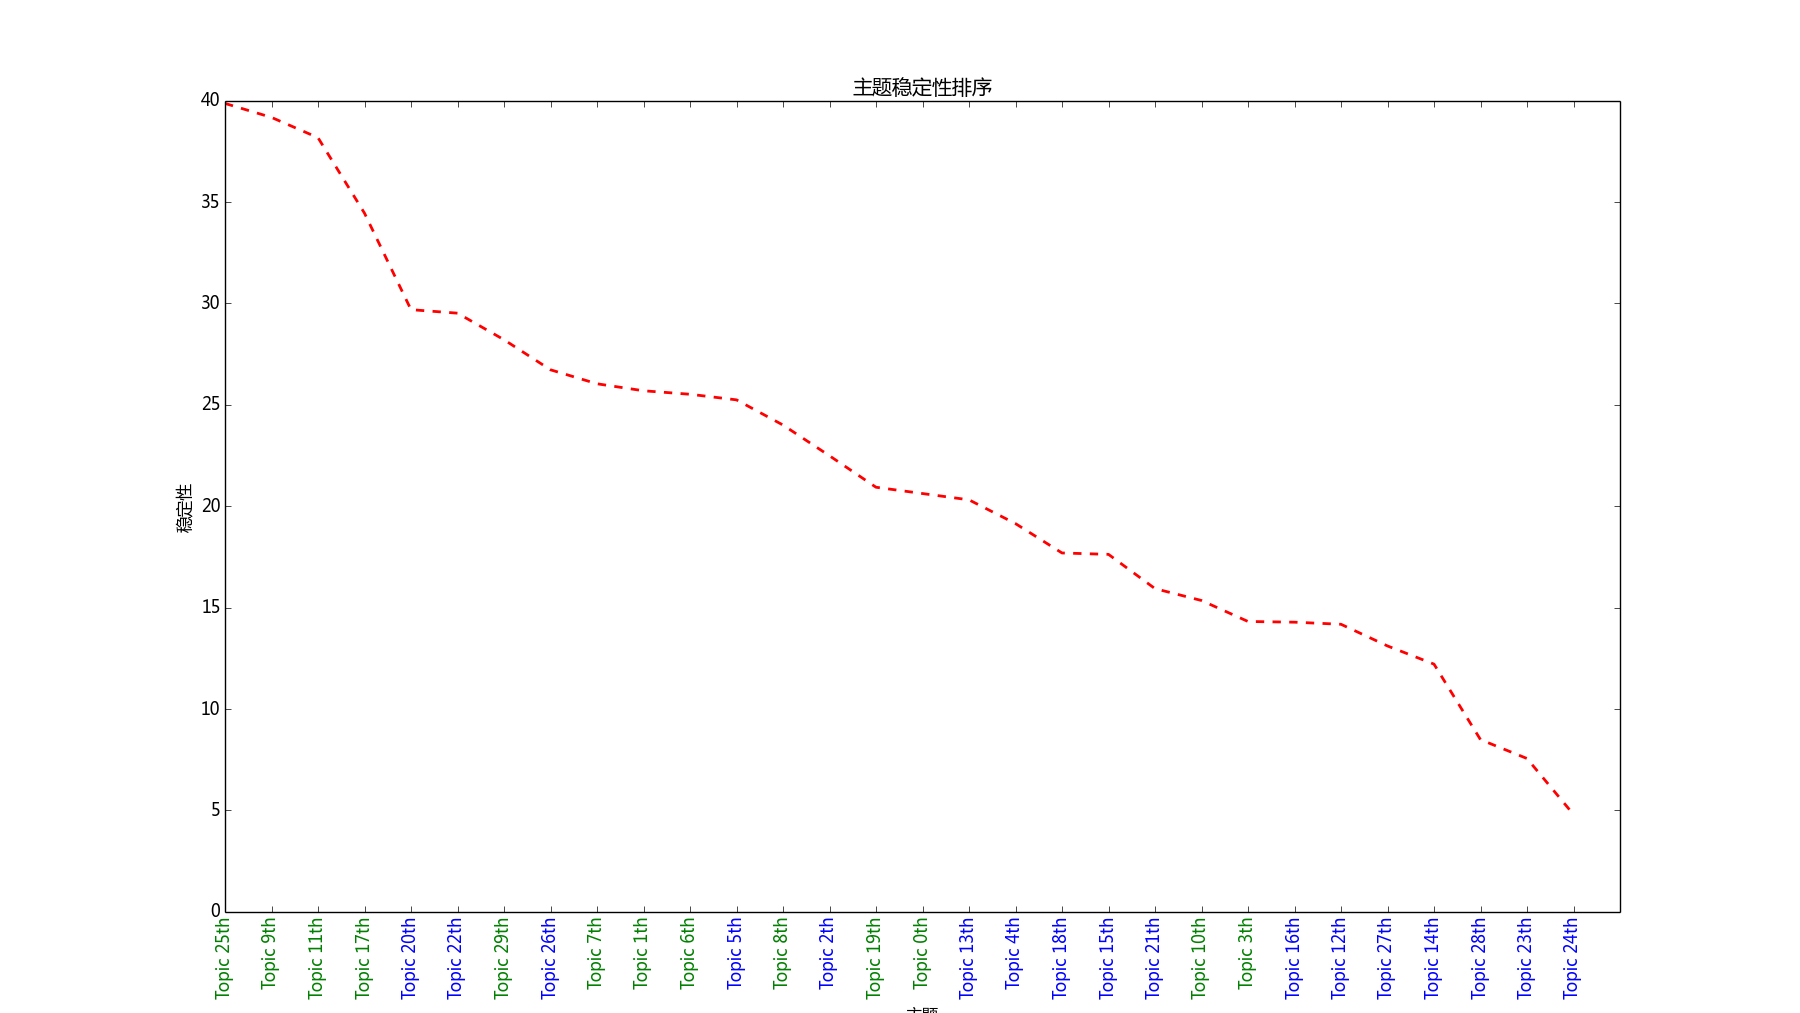 主题稳定性排序
40
35
30
25
20
15
10
5
0
稳定性
Topic 25th
Topic 9th
Topic 11th
Topic 17th
Topic 20th
Topic 22th
Topic 29th
Topic 26th
Topic 7th
Topic 1th
Topic 6th
Topic 5th
Topic 8th
Topic 2th
Topic 19th
Topic 0th
Topic 13th
Topic 4th
Topic 18th
Topic 15th
Topic 21th
Topic 10th
Topic 3th
Topic 16th
Topic 12th
Topic 27th
Topic 14th
Topic 28th
Topic 23th
Topic 24th
主题